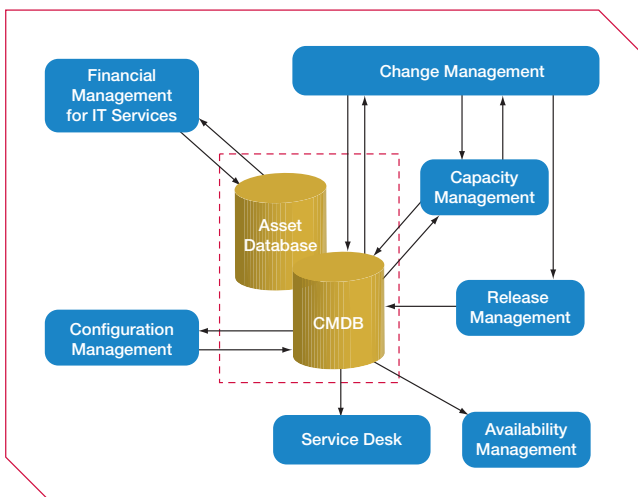 Financial
Management
for IT Services
Change Management
Capacity
Management
Asset
Database
Configuration
Management
CMDB
Release
Management
Service Desk
Availability
Management